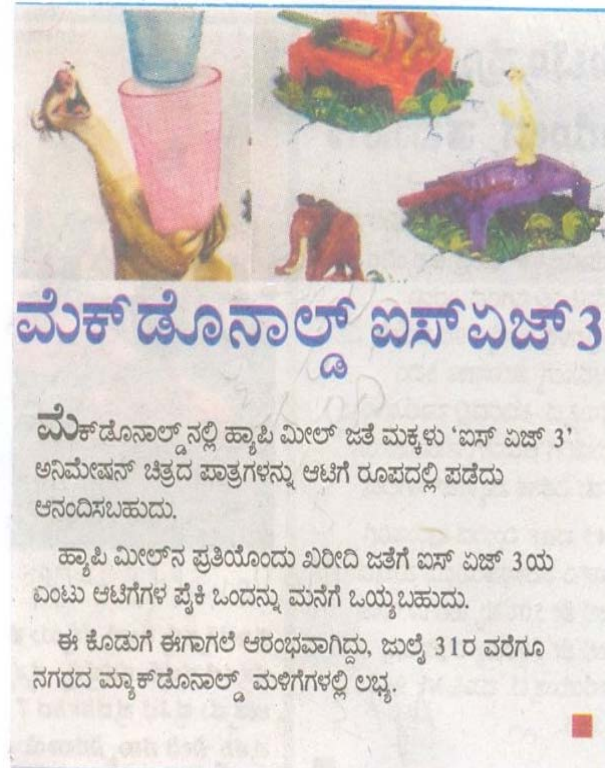 ಮೆಕ್‌ಡೊನಾಲ್ಡ್ ಐಸ್‌ಏಜ್ 3
ಮೆಕ್‌ಡೊನಾಲ್ಡ್‌ನಲ್ಲಿ ಹ್ಯಾಪಿ ಮೀಲ್ ಜತೆ ಮಕ್ಕಳು ‘ಐಸ್ ಏಜ್ 3’
ಅನಿಮೇಷನ್ ಚಿತ್ರದ ಪಾತ್ರಗಳನ್ನು ಆಟಿಗೆ ರೂಪದಲ್ಲಿ ಪಡೆದು
ಆನಂದಿಸಬಹುದು.
ಹ್ಯಾಪಿ ಮೀಲ್‌ನ ಪ್ರತಿಯೊಂದು ಖರೀದಿ ಜತೆಗೆ ಐಸ್ ಏಜ್ 3ಯ
ಎಂಟು ಆಟಿಗೆಗಳ ಪೈಕಿ ಒಂದನ್ನು ಮನೆಗೆ ಒಯ್ಯಬಹುದು.
ಈ ಕೊಡುಗೆ ಈಗಾಗಲೆ ಆರಂಭವಾಗಿದ್ದು, ಜುಲೈ 31ರ ವರೆಗೂ
ನಗರದ ಮ್ಯಾಕ್‌ಡೊನಾಲ್ಡ್ ಮಳಿಗೆಗಳಲ್ಲಿ ಲಭ್ಯ.